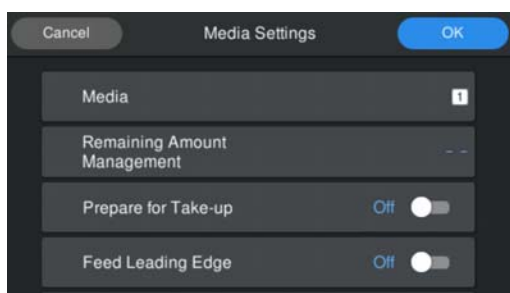 Cancel Media Settings OK
Media 1
Remaining Amount
Management - -
Prepare for Take-up Off
Feed Leading Edge Off